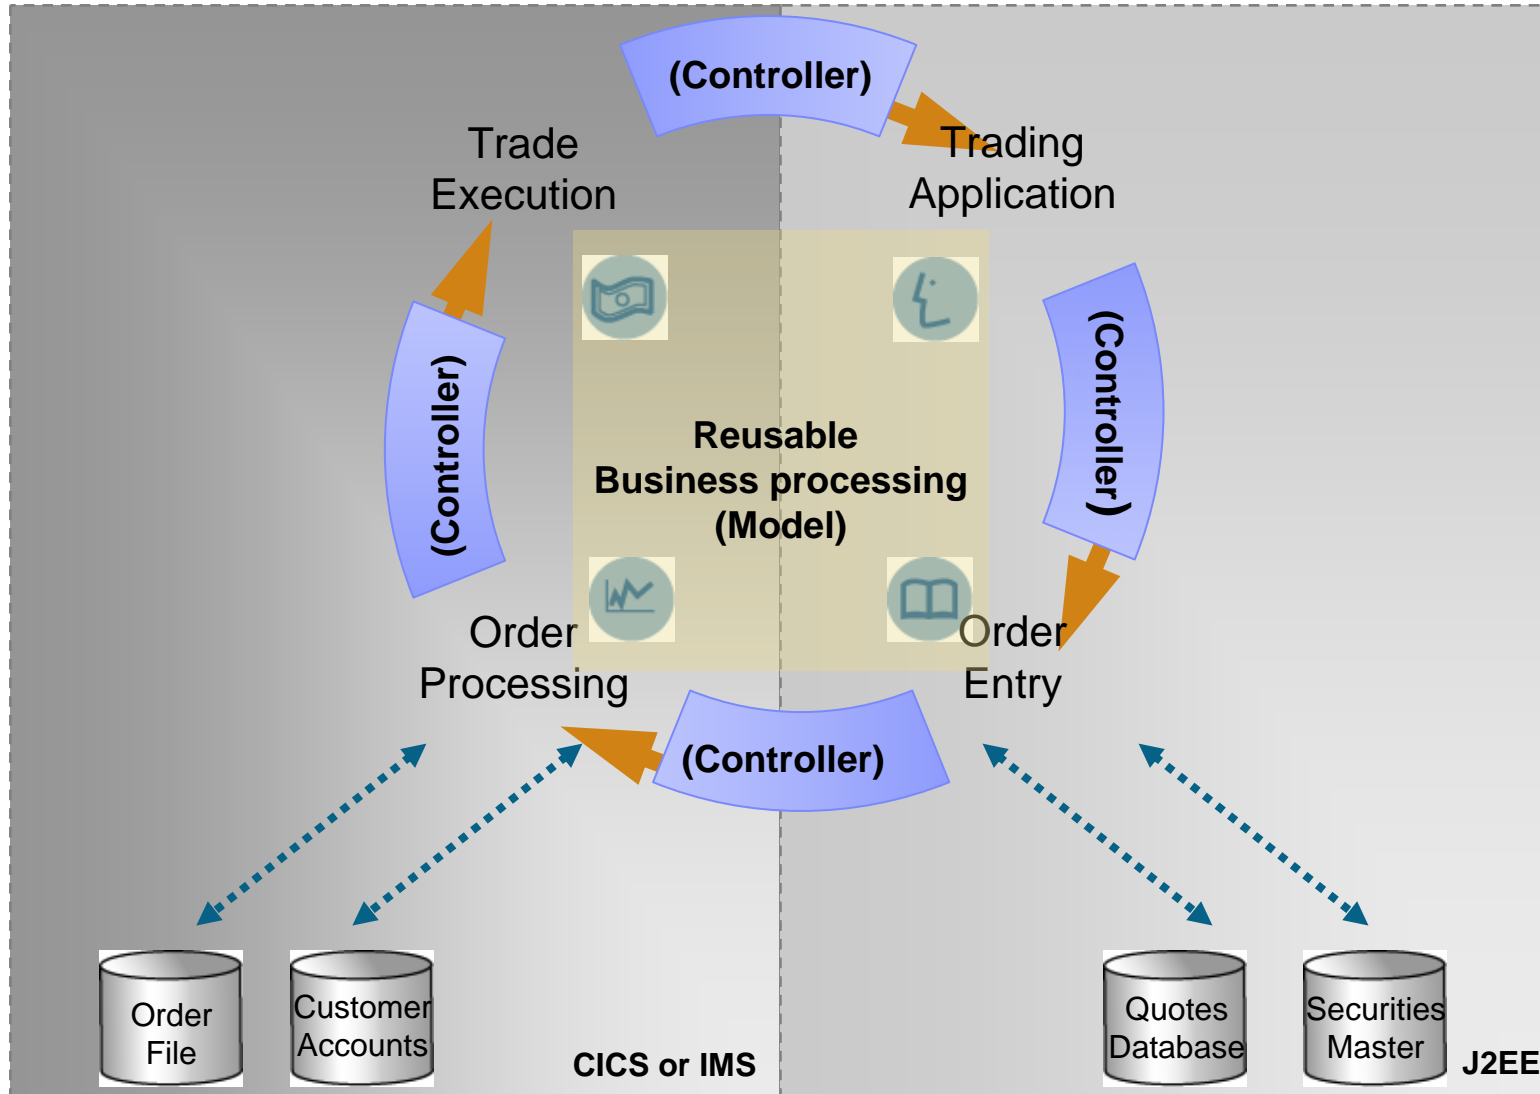 (Controller)
Trade
Execution
Trading
Application
(Controller)
(Controller)
Reusable
Business processing
(Model)
Order
Processing
Order
Entry
(Controller)
Order
File
Customer
Accounts
CICS or IMS
Quotes
Database
Securities
Master
J2EE